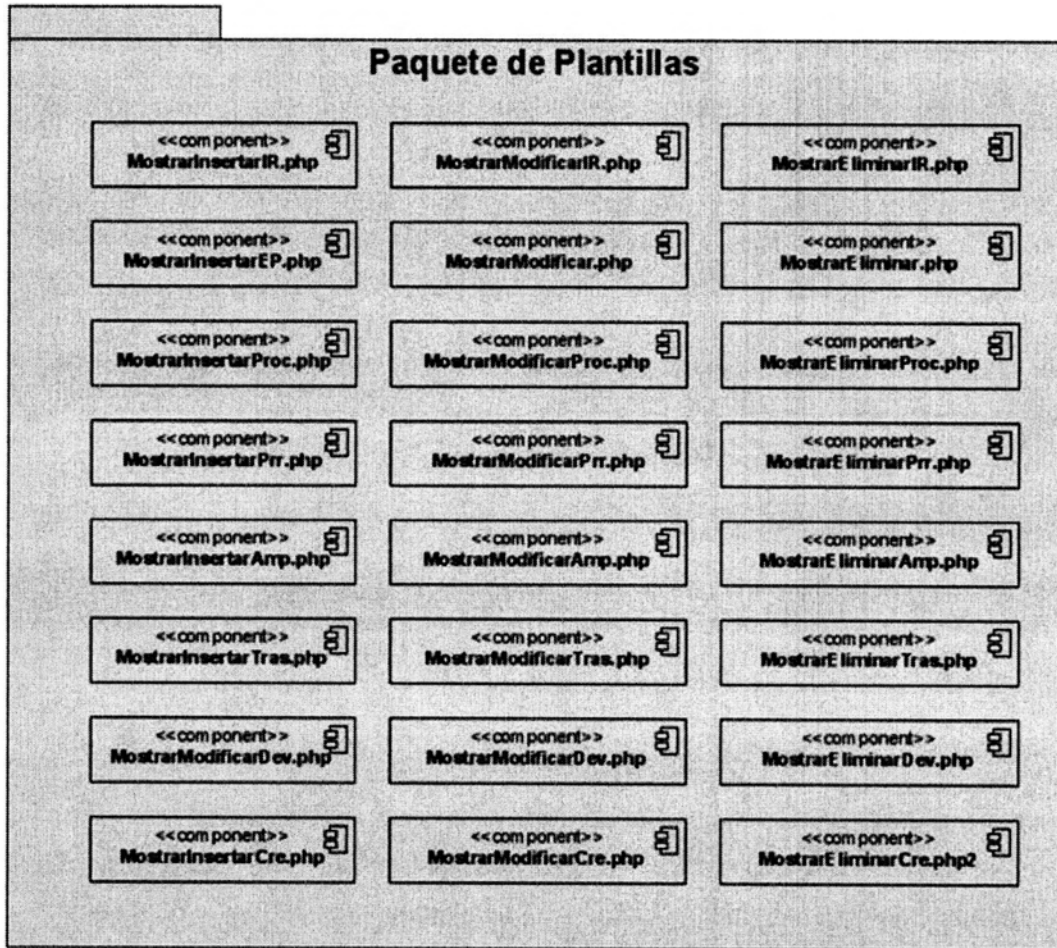 Paquete de Plantillas
<<component>> <<component>> <<component>>
MostrarInsertarIR.php MostrarModificarIR.php MostrarEliminarIR.php
<<component>> <<component>> <<component>>
MostrarInsertarEP.php MostrarModificar.php MostrarEliminar.php
<<component>> <<component>> <<component>>
MostrarInsertarProc.php MostrarModificarProc.php MostrarEliminarProc.php
<<component>> <<component>> <<component>>
MostrarInsertarPrr.php MostrarModificarPrr.php MostrarEliminarPrr.php
<<component>> <<component>> <<component>>
MostrarInsertarAmp.php MostrarModificarAmp.php MostrarEliminarAmp.php
<<component>> <<component>> <<component>>
MostrarInsertarTras.php MostrarModificarTras.php MostrarEliminarTras.php
<<component>> <<component>> <<component>>
MostrarModificarDev.php MostrarModificarDev.php MostrarEliminarDev.php
<<component>> <<component>> <<component>>
MostrarInsertarCre.php MostrarModificarCre.php MostrarEliminarCre.php2